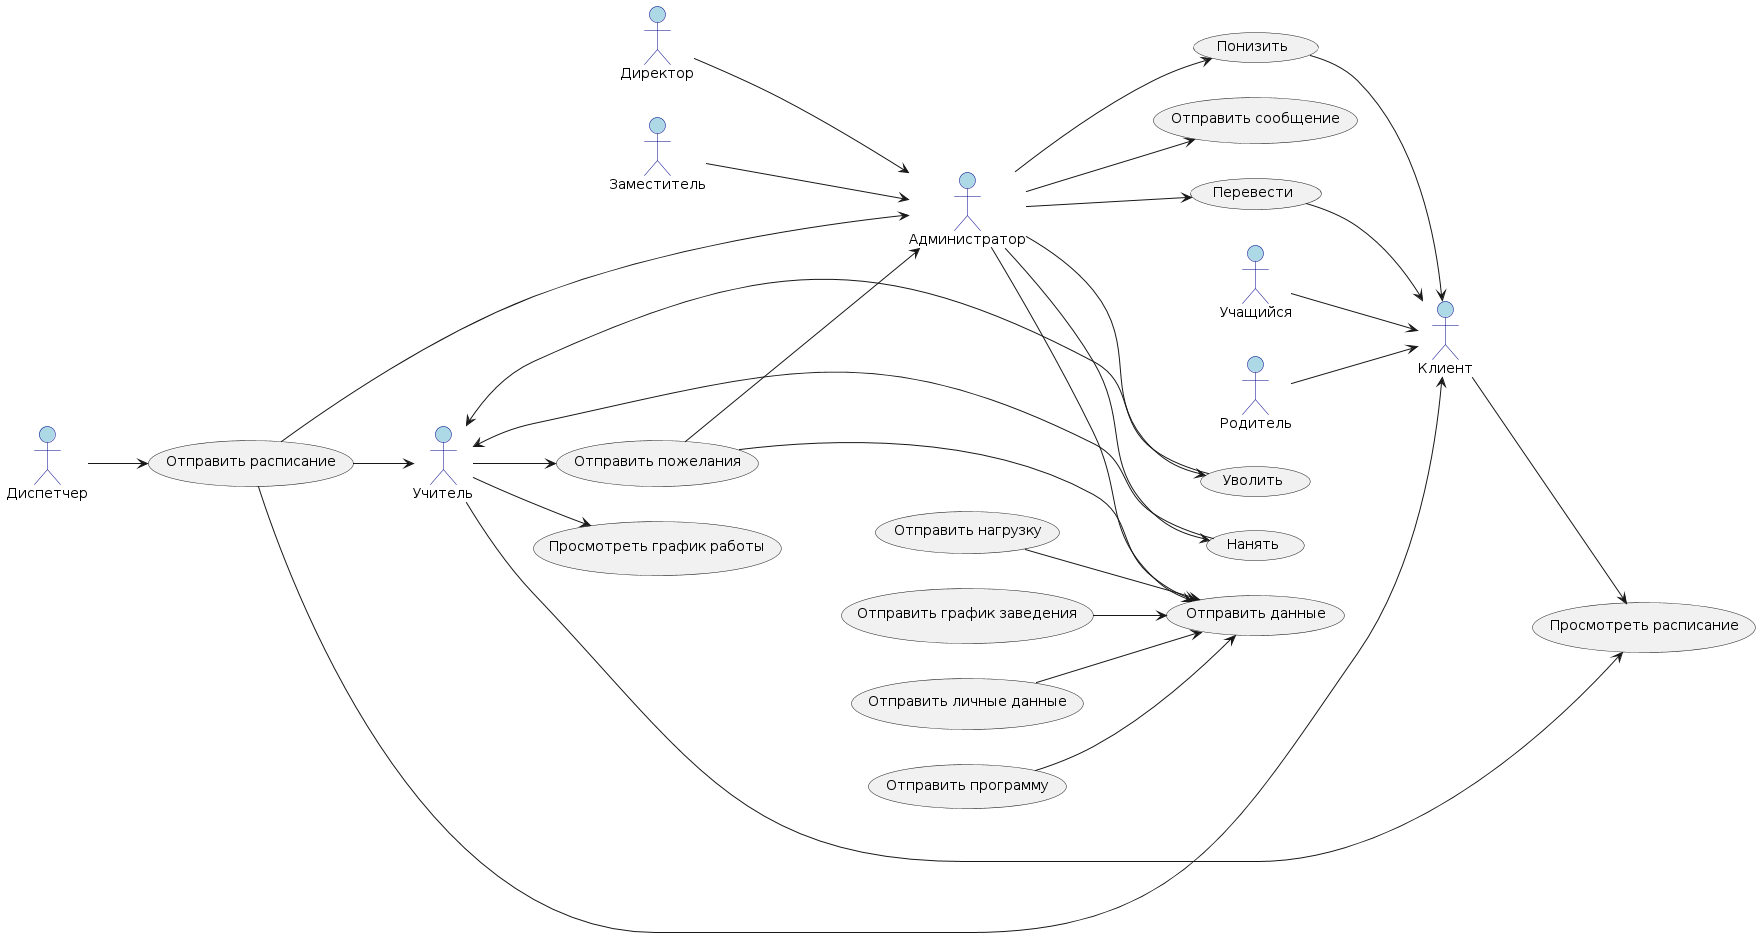 Директор
Понизить
Отправить сообщение
Заместитель
Перевести
Администратор
Учащийся
Клиент
Родитель
Диспетчер
Отправить расписание
Учитель
Отправить пожелания
Уволить
Отправить нагрузку
Просмотреть график работы
Нанять
Отправить график заведения
Отправить данные
Просмотреть расписание
Отправить личные данные
Отправить программу